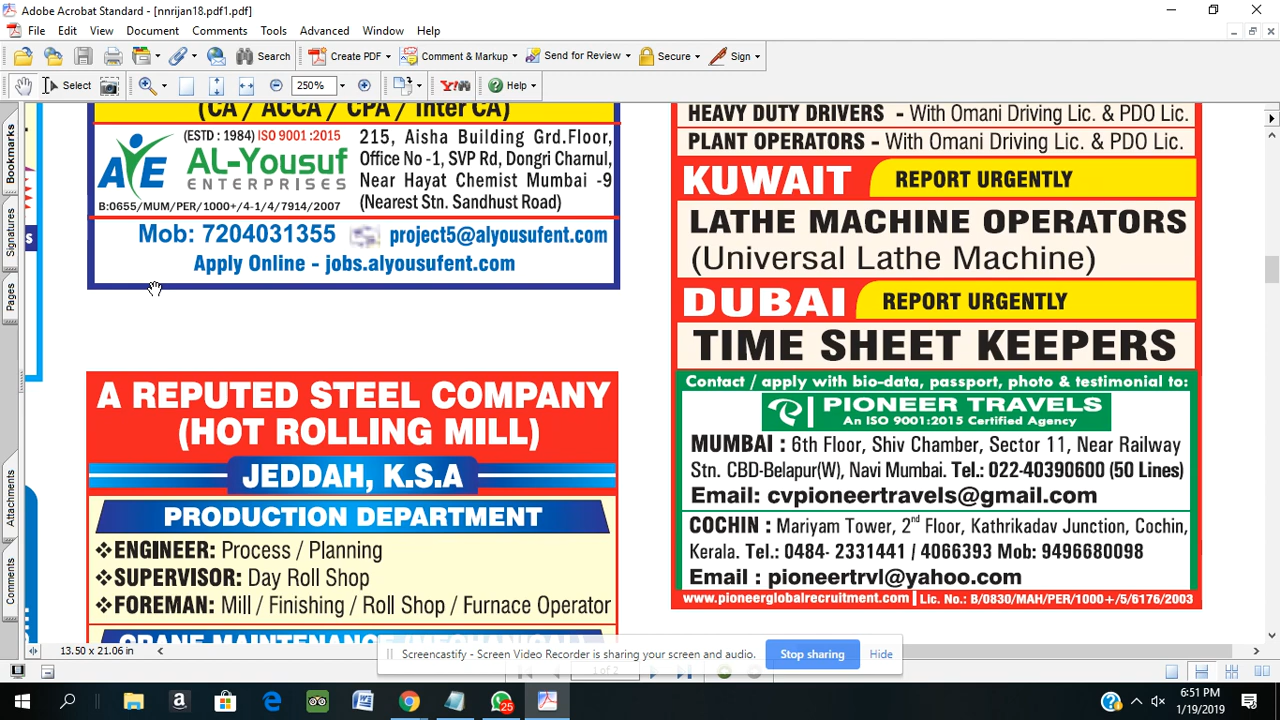 Adobe Acrobat Standard - [nnrijan18.pdf1.pdf]
File Edit View Document Comments Tools Advanced Window Help
Search Create PDF Comment & Markup Send for Review Secure Sign
Select 250% Y! Help
Bookmarks
Signatures
Pages
Attachments
Comments
(CA / ACCA / CPA / Inter CA)
AYE
(ESTD : 1984) ISO 9001 :2015
AL-Yousuf
ENTERPRISES
B:0655/MUM/PER/1000+/4-1/4/7914/2007
215, Aisha Building Grd.Floor,
Office No -1, SVP Rd, Dongri Charnul,
Near Hayat Chemist Mumbai -9
(Nearest Stn. Sandhust Road)
Mob: 7204031355 project5@alyousufent.com
Apply Online - jobs.alyousufent.com
A REPUTED STEEL COMPANY
(HOT ROLLING MILL)
JEDDAH, K.S.A
PRODUCTION DEPARTMENT
❖ENGINEER: Process / Planning
❖SUPERVISOR: Day Roll Shop
❖FOREMAN: Mill / Finishing / Roll Shop / Furnace Operator
HEAVY DUTY DRIVERS - With Omani Driving Lic. & PDO Lic.
PLANT OPERATORS - With Omani Driving Lic. & PDO Lic.
KUWAIT REPORT URGENTLY
LATHE MACHINE OPERATORS
(Universal Lathe Machine)
DUBAI REPORT URGENTLY
TIME SHEET KEEPERS
Contact / apply with bio-data, passport, photo & testimonial to:
PIONEER TRAVELS
An ISO 9001:2015 Certified Agency
MUMBAI : 6th Floor, Shiv Chamber, Sector 11, Near Railway
Stn. CBD-Belapur(W), Navi Mumbai. Tel.: 022-40390600 (50 Lines)
Email: cvpioneertravels@gmail.com
COCHIN : Mariyam Tower, 2nd Floor, Kathrikadav Junction, Cochin,
Kerala. Tel.: 0484- 2331441 / 4066393 Mob: 9496680098
Email : pioneertrvl@yahoo.com
www.pioneerglobalrecruitment.com Lic. No.: B/0830/MAH/PER/1000+/5/6176/2003
13.50 x 21.06 in
Screencastify - Screen Video Recorder is sharing your screen and audio. Stop sharing Hide
1 of 2
25
6:51 PM
1/19/2019